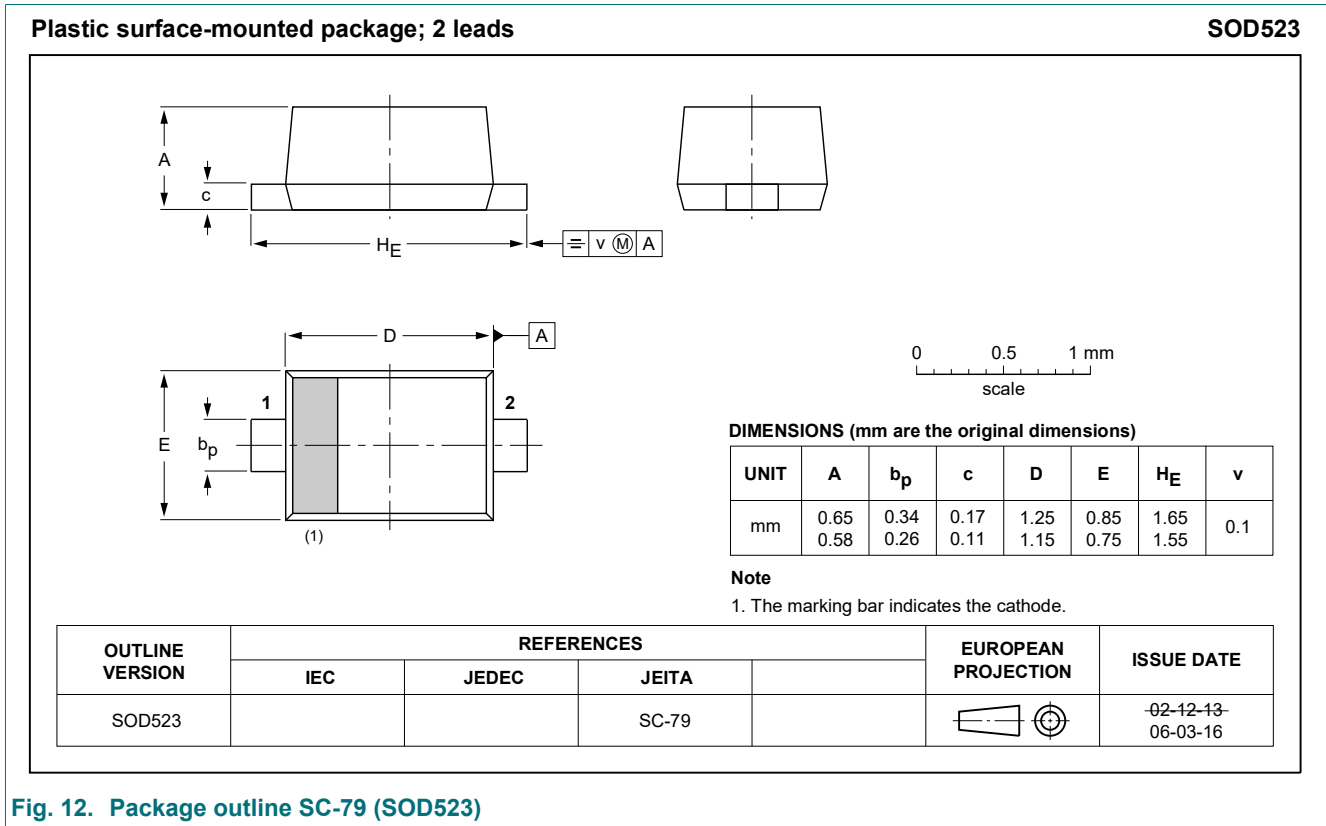 Plastic surface-mounted package; 2 leads SOD523
A
c
HE
v M A
D
A
1
2
E
bp
(1)
0 0.5 1 mm
scale
DIMENSIONS (mm are the original dimensions)
UNIT A bp c D E HE v
mm 0.65 0.34 0.17 1.25 0.85 1.65 0.1
0.58 0.26 0.11 1.15 0.75 1.55
Note
1. The marking bar indicates the cathode.
OUTLINE VERSION REFERENCES EUROPEAN PROJECTION ISSUE DATE
IEC JEDEC JEITA
SOD523 SC-79 02-12-13
06-03-16
Fig. 12. Package outline SC-79 (SOD523)